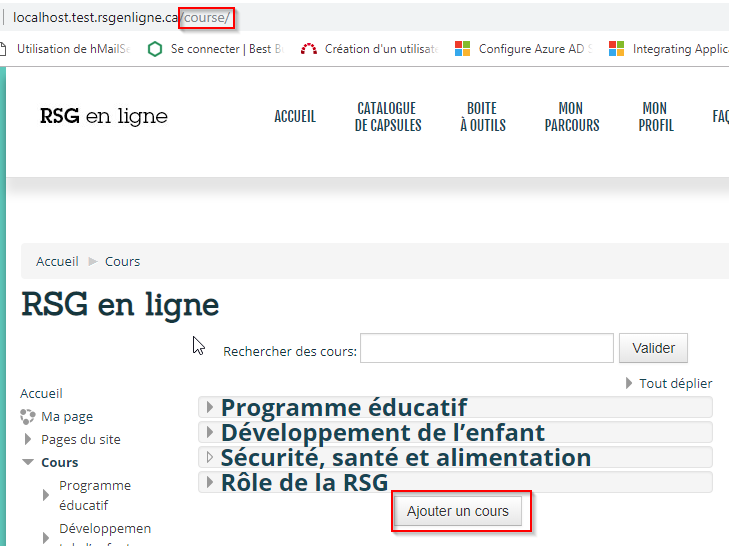 localhost.test.rsgenligne.ca/course/
Utilisation de hMailSe Se connecter | Best B Création d'un utilisate Configure Azure AD Integrating Applica
RSG en ligne
ACCUEIL
CATALOGUE
DE CAPSULES
BOITE
À OUTILS
MON
PARCOURS
MON
PROFIL
FAQ
Accueil Cours
RSG en ligne
Rechercher des cours: Valider
Tout déplier
Accueil
Ma page
Pages du site
Cours
Programme
éducatif
Développemen
Programme éducatif
Développement de l’enfant
Sécurité, santé et alimentation
Rôle de la RSG
Ajouter un cours